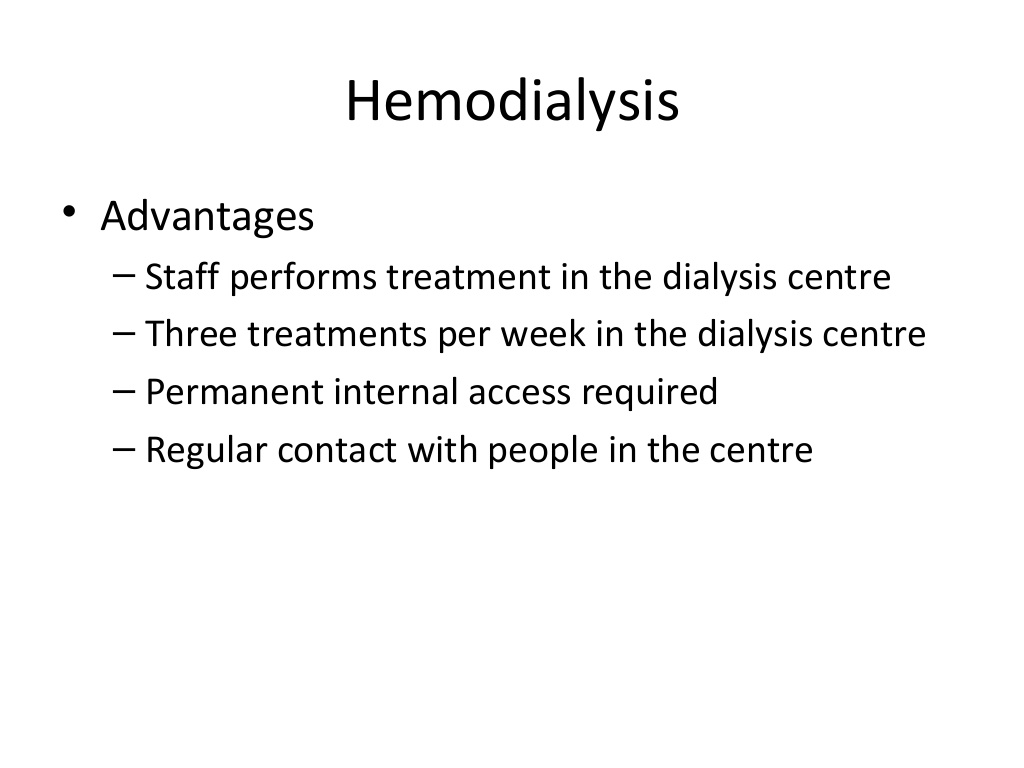 Hemodialysis
• Advantages
– Staff performs treatment in the dialysis centre
– Three treatments per week in the dialysis centre
– Permanent internal access required
– Regular contact with people in the centre